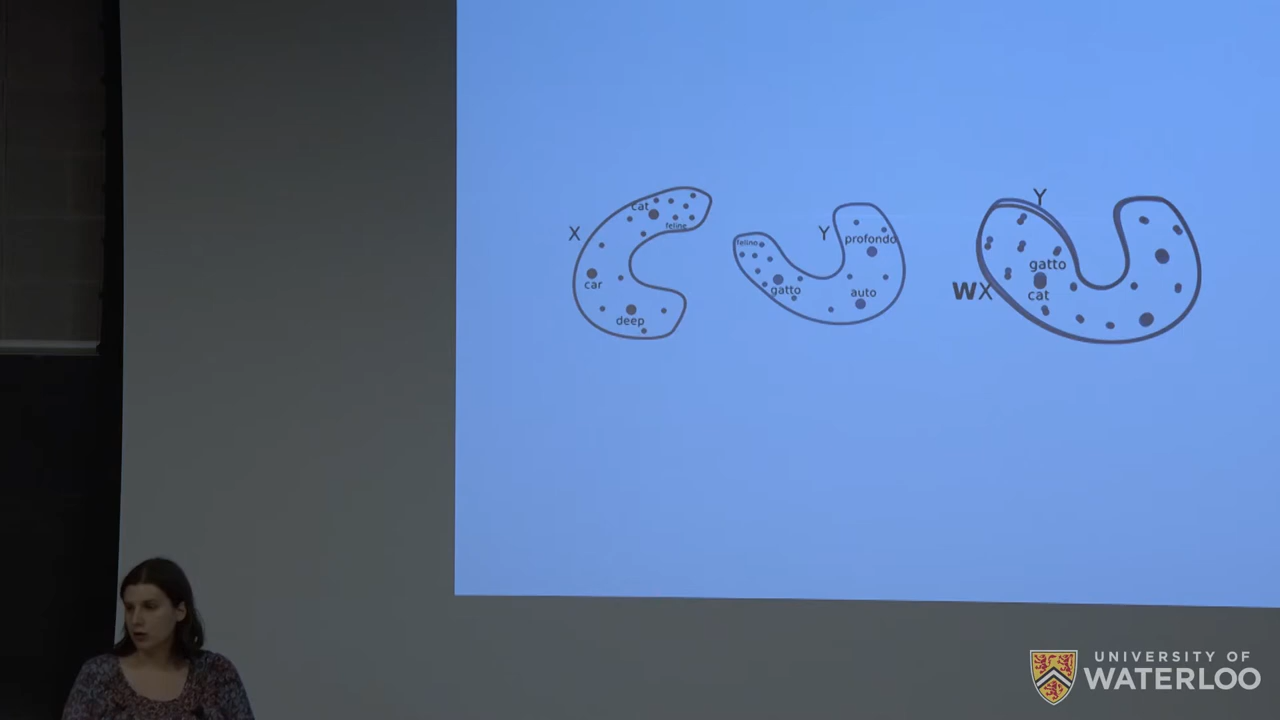 X
cat
feline
car
deep
Y
felino
profondo
gatto
auto
Y
WX
gatto
cat
UNIVERSITY OF
WATERLOO